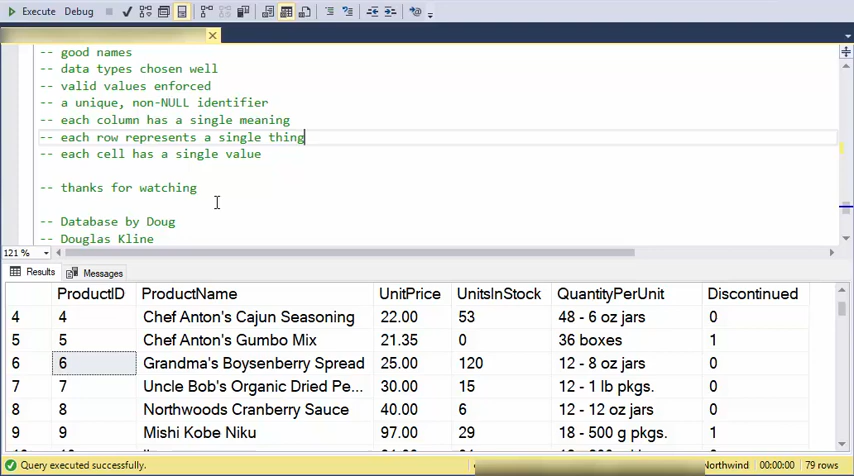 Execute Debug
-- good names
-- data types chosen well
-- valid values enforced
-- a unique, non-NULL identifier
-- each column has a single meaning
-- each row represents a single thing
-- each cell has a single value
-- thanks for watching
-- Database by Doug
-- Douglas Kline
121 %
Results Messages
ProductID ProductName UnitPrice UnitsInStock QuantityPerUnit Discontinued
4 4 Chef Anton's Cajun Seasoning 22.00 53 48 - 6 oz jars 0
5 5 Chef Anton's Gumbo Mix 21.35 0 36 boxes 1
6 6 Grandma's Boysenberry Spread 25.00 120 12 - 8 oz jars 0
7 7 Uncle Bob's Organic Dried Pe... 30.00 15 12 - 1 lb pkgs. 0
8 8 Northwoods Cranberry Sauce 40.00 6 12 - 12 oz jars 0
9 9 Mishi Kobe Niku 97.00 29 18 - 500 g pkgs. 1
Query executed successfully. Northwind 00:00:00 79 rows